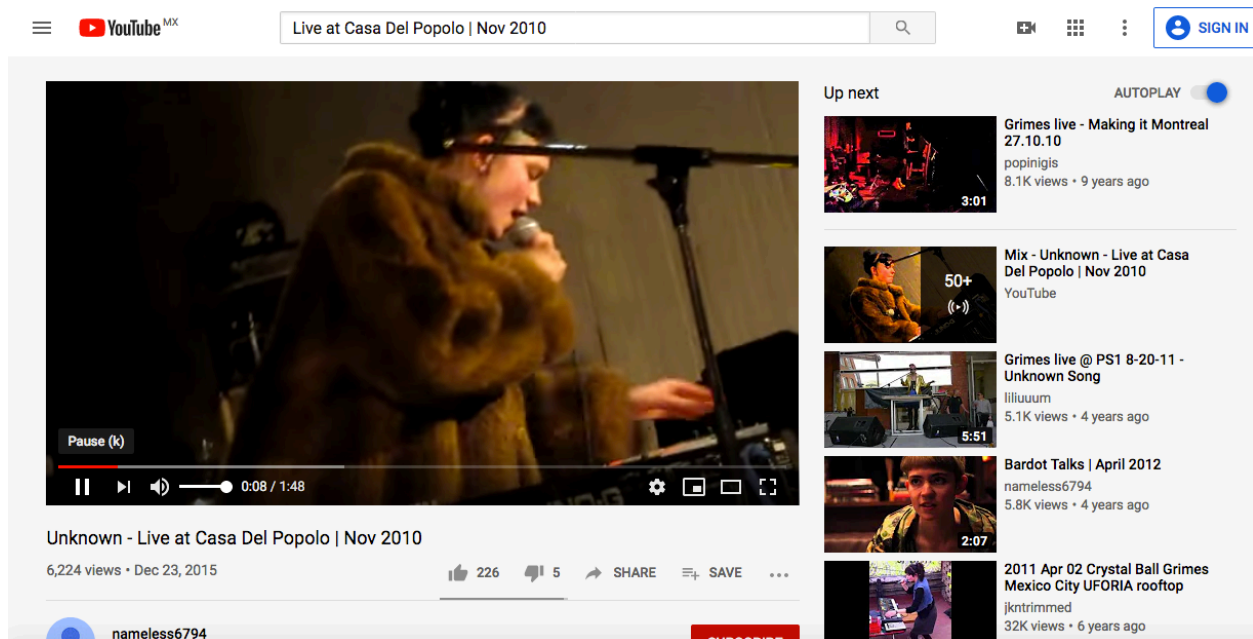 YouTube MX
Live at Casa Del Popolo | Nov 2010
SIGN IN
Pause (k)
0:08 / 1:48
Unknown - Live at Casa Del Popolo | Nov 2010
6,224 views • Dec 23, 2015
226
5
SHARE
SAVE
nameless6794
SUBSCRIBE
Up next
AUTOPLAY
3:01
Grimes live - Making it Montreal
27.10.10
popinigis
8.1K views • 9 years ago
50+
Mix - Unknown - Live at Casa
Del Popolo | Nov 2010
YouTube
5:51
Grimes live @ PS1 8-20-11 -
Unknown Song
liliuuum
5.1K views • 4 years ago
2:07
Bardot Talks | April 2012
nameless6794
5.8K views • 4 years ago
2011 Apr 02 Crystal Ball Grimes
Mexico City UFORIA rooftop
jkntrimmed
32K views • 6 years ago